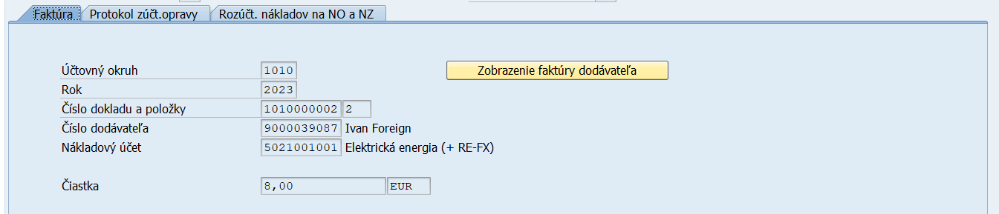 Faktúra Protokol zúčt.opravy Rozúčt. nákladov na NO a NZ
Účtovný okruh 1010 Zobrazenie faktúry dodávateľa
Rok 2023
Číslo dokladu a položky 1010000002 2
Číslo dodávateľa 9000039087 Ivan Foreign
Nákladový účet 5021001001 Elektrická energia (+ RE-FX)
Čiastka 8,00 EUR